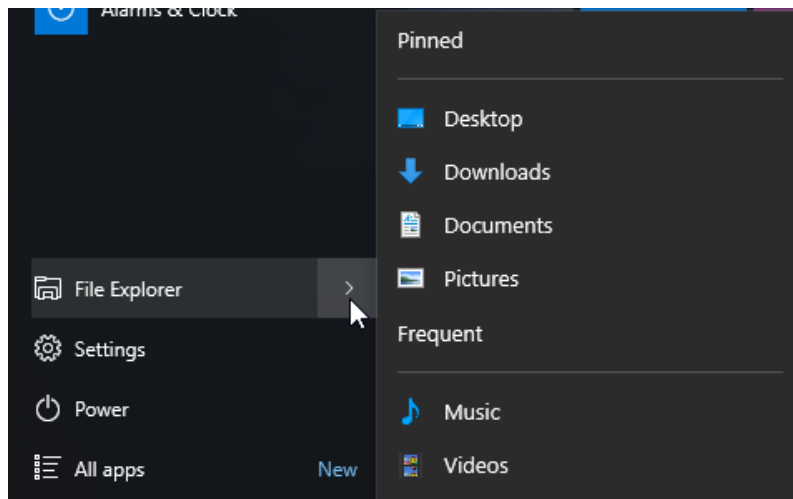 Alarms & Clock
File Explorer
Settings
Power
All apps New
Pinned
Desktop
Downloads
Documents
Pictures
Frequent
Music
Videos